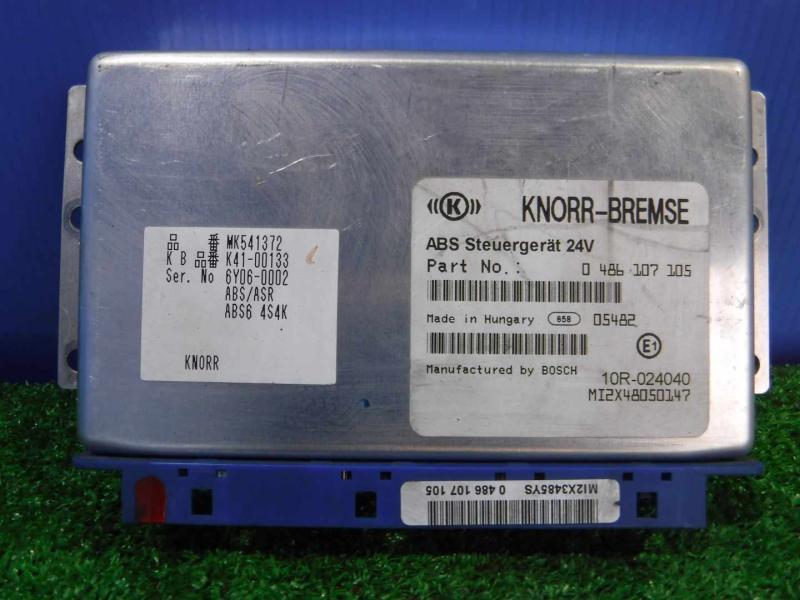 品 番 MK541372
K B 品番 K41-00133
Ser. No 6Y06-0002
ABS/ASR
ABS6 4S4K
KNORR
((K)) KNORR-BREMSE
ABS Steuergerät 24V
Part No.: 0 486 107 105
Made in Hungary 658 05482
E1
Manufactured by BOSCH
10R-024040
MI2X48050147
MI2X3485YS
0 486 107 105